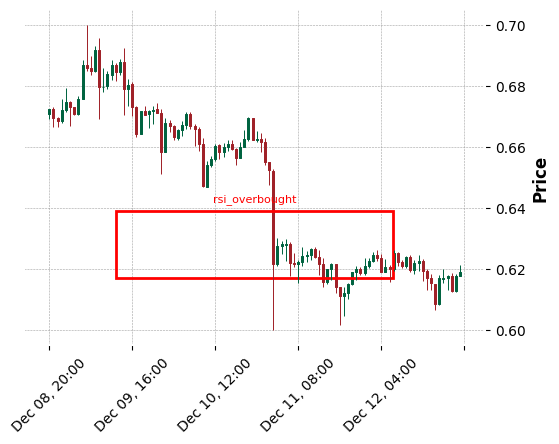 0.70
0.68
0.66
rsi_overbought
0.64
0.62
0.60
Price
Dec 08, 20:00
Dec 09, 16:00
Dec 10, 12:00
Dec 11, 08:00
Dec 12, 04:00